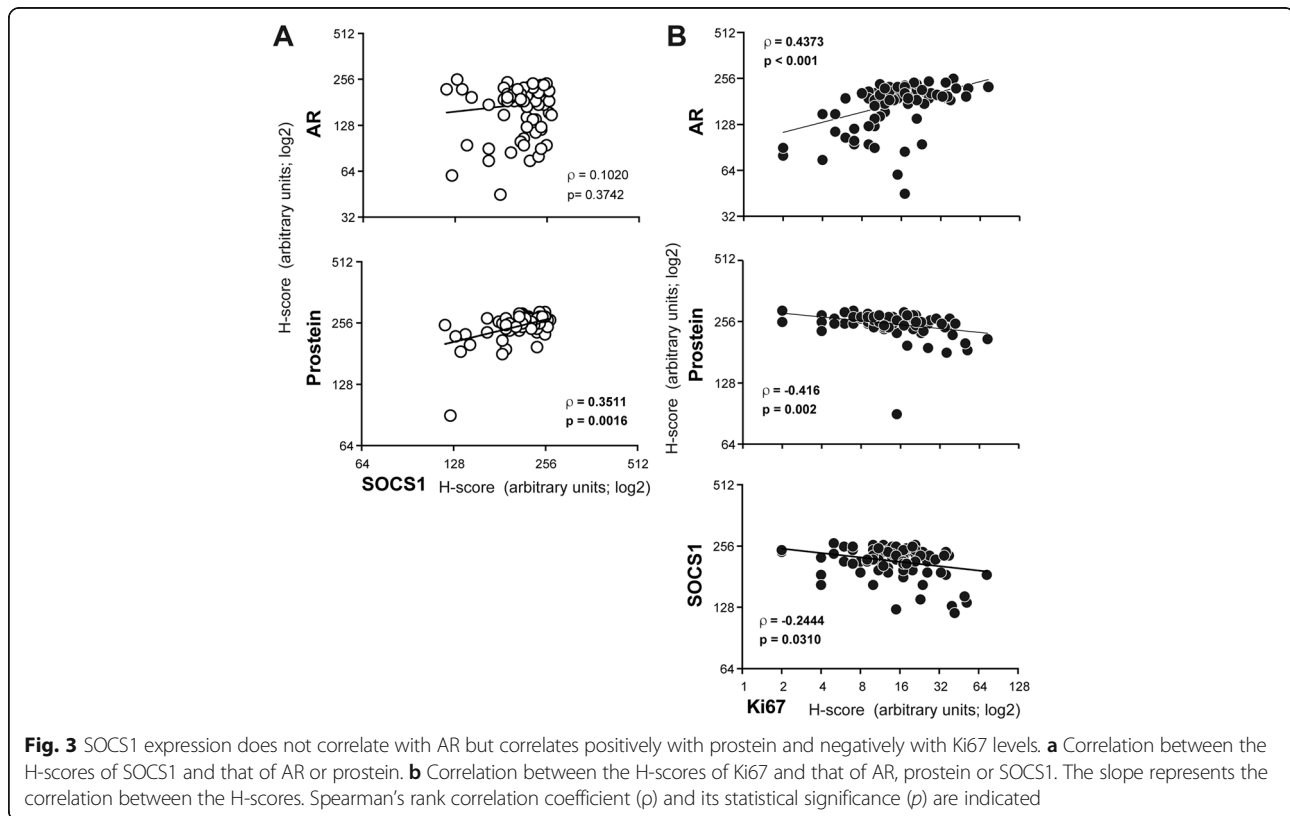 A
512
256
128
64
32
AR
ρ = 0.1020
p= 0.3742
H-score (arbitrary units; log2)
512
256
128
64
Prostein
ρ = 0.3511
p = 0.0016
64 128 256 512
SOCS1 H-score (arbitrary units; log2)
B
512
256
128
64
32
AR
ρ = 0.4373
p < 0.001
H-score (arbitrary units; log2)
512
256
128
64
Prostein
ρ = -0.416
p = 0.002
512
256
128
64
SOCS1
ρ = -0.2444
p = 0.0310
1 2 4 8 16 32 64 128
Ki67 H-score (arbitrary units; log2)
Fig. 3 SOCS1 expression does not correlate with AR but correlates positively with prostein and negatively with Ki67 levels. a Correlation between the
H-scores of SOCS1 and that of AR or prostein. b Correlation between the H-scores of Ki67 and that of AR, prostein or SOCS1. The slope represents the
correlation between the H-scores. Spearman's rank correlation coefficient (ρ) and its statistical significance (p) are indicated